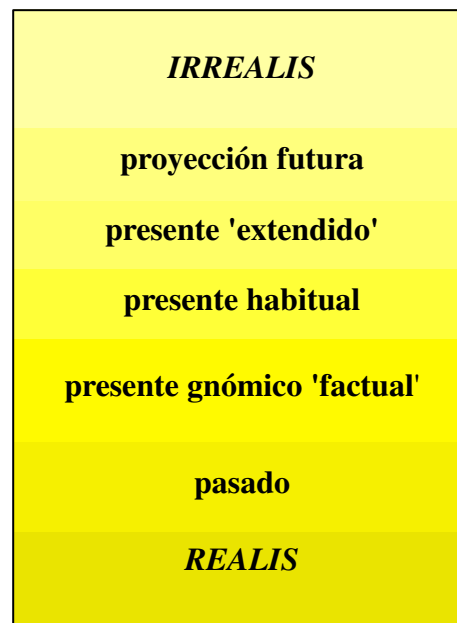 IRREALIS
proyección futura
presente 'extendido'
presente habitual
presente gnómico 'factual'
pasado
REALIS